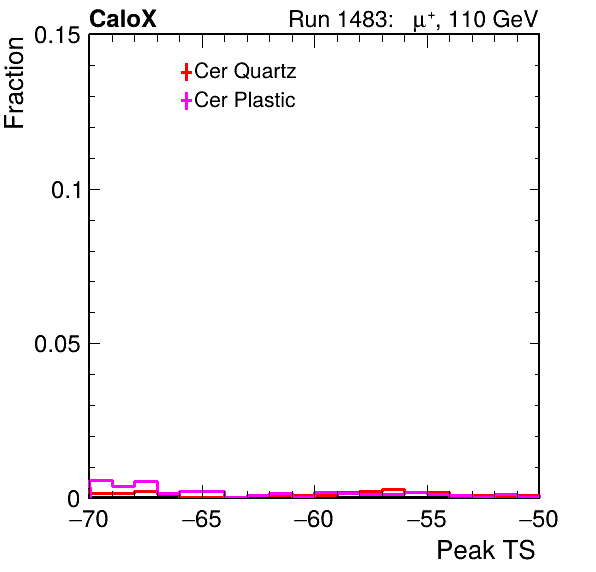 CaloX Run 1483: μ⁺, 110 GeV
Fraction
0.15
Cer Quartz
Cer Plastic
0.1
0.05
0
−70 −65 −60 −55 −50
Peak TS